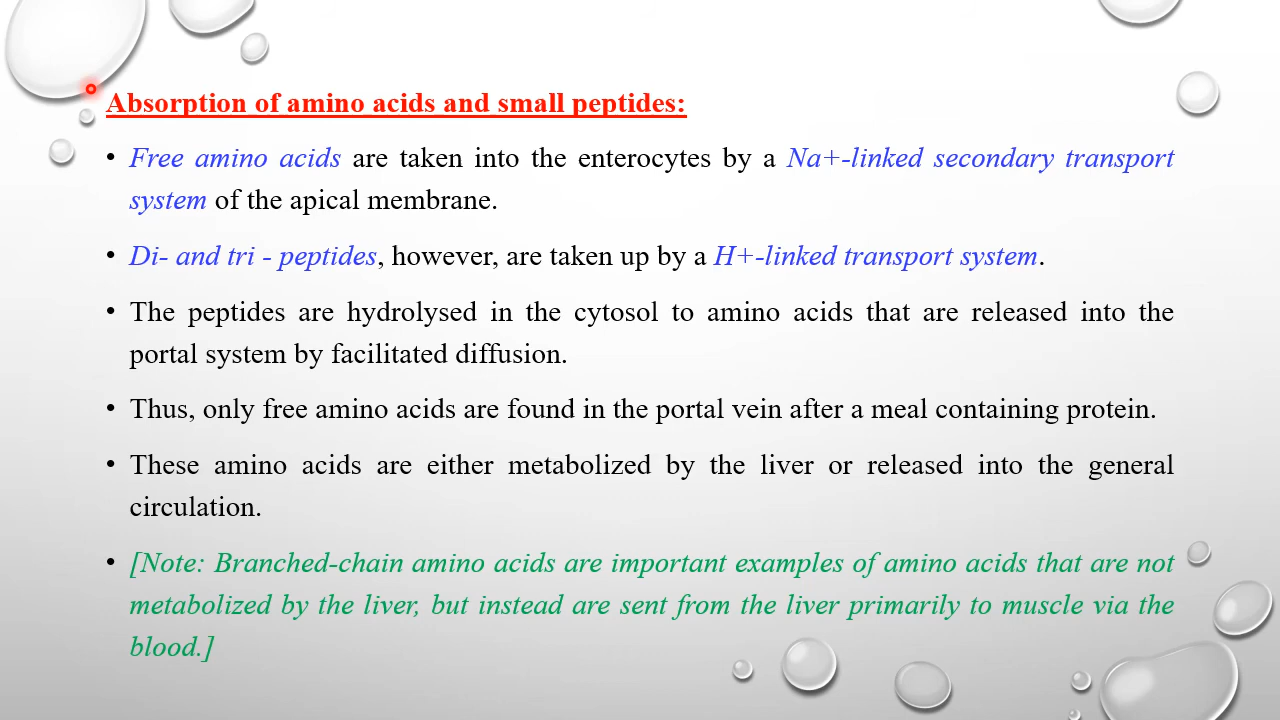 Absorption of amino acids and small peptides:
• Free amino acids are taken into the enterocytes by a Na+-linked secondary transport
system of the apical membrane.
• Di- and tri - peptides, however, are taken up by a H+-linked transport system.
• The peptides are hydrolysed in the cytosol to amino acids that are released into the
portal system by facilitated diffusion.
• Thus, only free amino acids are found in the portal vein after a meal containing protein.
• These amino acids are either metabolized by the liver or released into the general
circulation.
• [Note: Branched-chain amino acids are important examples of amino acids that are not
metabolized by the liver, but instead are sent from the liver primarily to muscle via the
blood.]